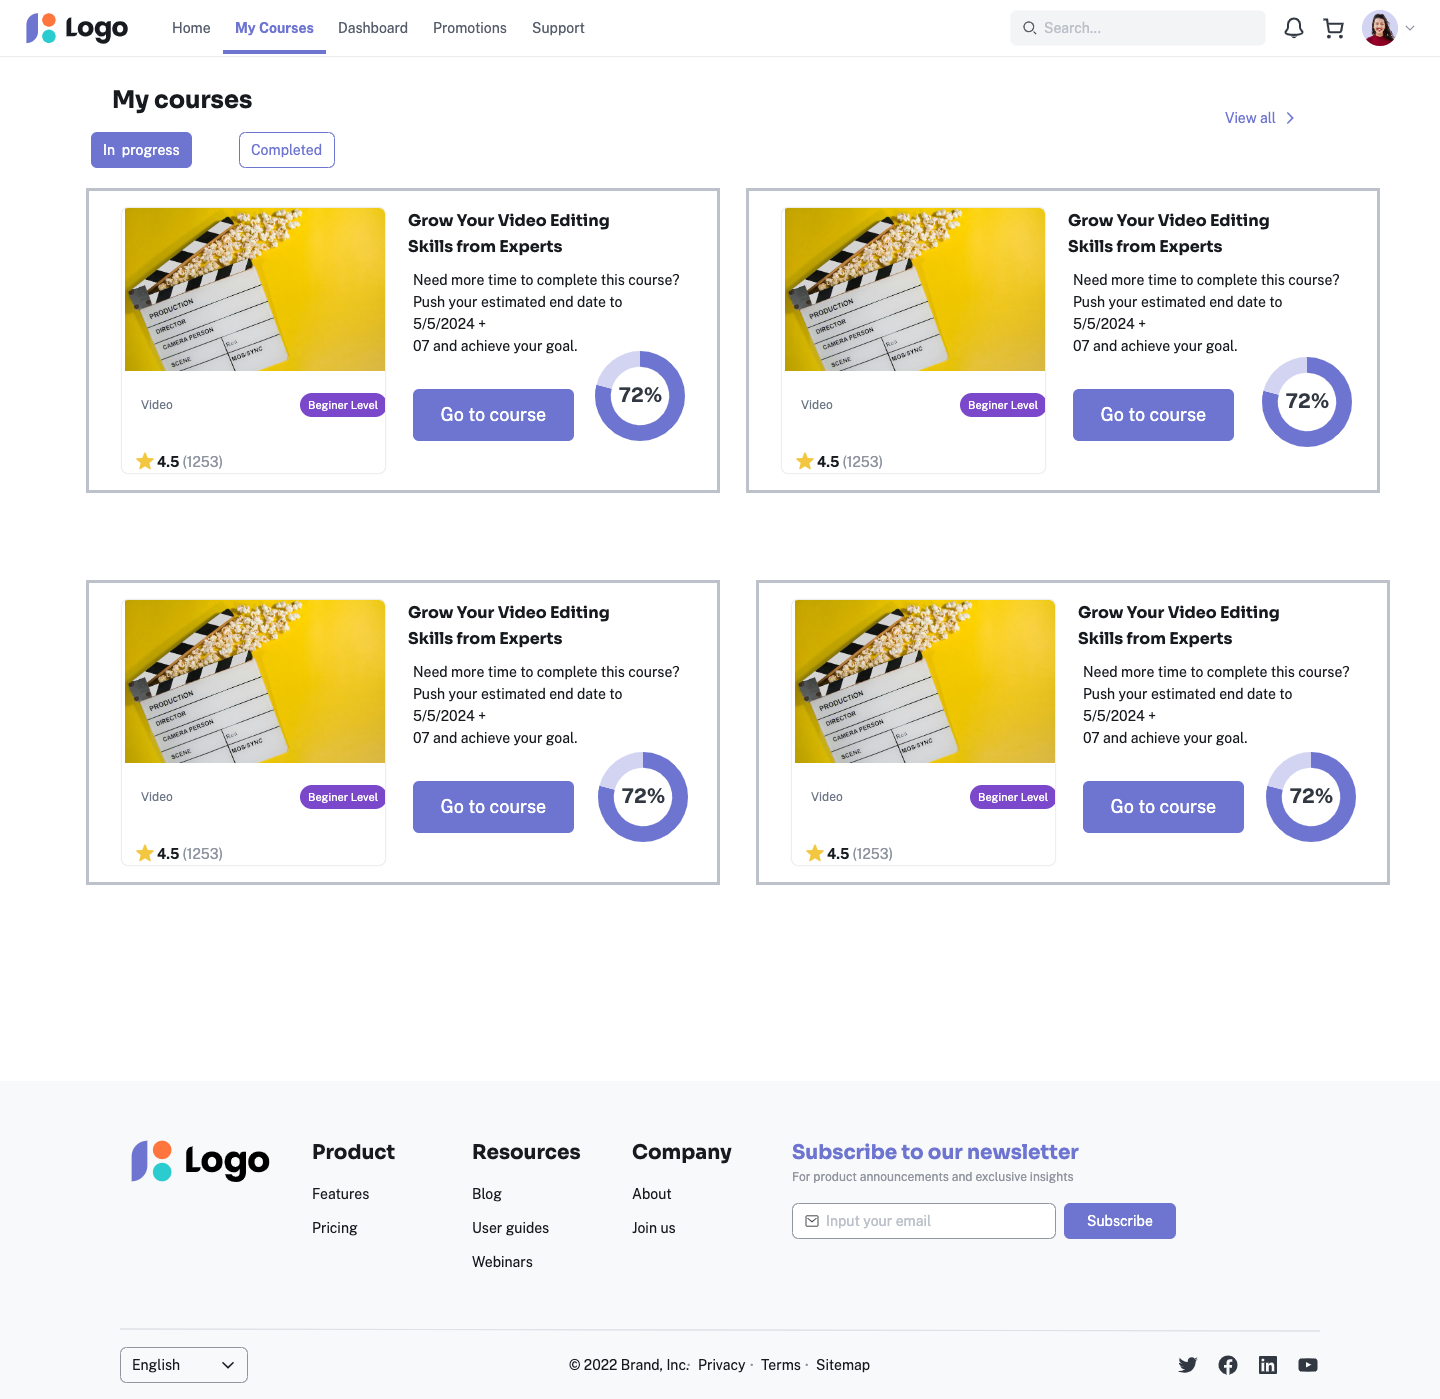 Logo
Home My Courses Dashboard Promotions Support
Search...
My courses
View all
In progress
Completed
PRODUCTION
DIRECTOR
CAMERA PERSON
SCENE
MOS-SYNC
Video
Beginer Level
4.5 (1253)
Grow Your Video Editing
Skills from Experts
Need more time to complete this course?
Push your estimated end date to
5/5/2024 +
07 and achieve your goal.
Go to course
72%
PRODUCTION
DIRECTOR
CAMERA PERSON
SCENE
MOS-SYNC
Video
Beginer Level
4.5 (1253)
Grow Your Video Editing
Skills from Experts
Need more time to complete this course?
Push your estimated end date to
5/5/2024 +
07 and achieve your goal.
Go to course
72%
PRODUCTION
DIRECTOR
CAMERA PERSON
SCENE
MOS-SYNC
Video
Beginer Level
4.5 (1253)
Grow Your Video Editing
Skills from Experts
Need more time to complete this course?
Push your estimated end date to
5/5/2024 +
07 and achieve your goal.
Go to course
72%
PRODUCTION
DIRECTOR
CAMERA PERSON
SCENE
MOS-SYNC
Video
Beginer Level
4.5 (1253)
Grow Your Video Editing
Skills from Experts
Need more time to complete this course?
Push your estimated end date to
5/5/2024 +
07 and achieve your goal.
Go to course
72%
Logo
Product
Features
Pricing
Resources
Blog
User guides
Webinars
Company
About
Join us
Subscribe to our newsletter
For product announcements and exclusive insights
Input your email
Subscribe
English
© 2022 Brand, Inc. · Privacy · Terms · Sitemap